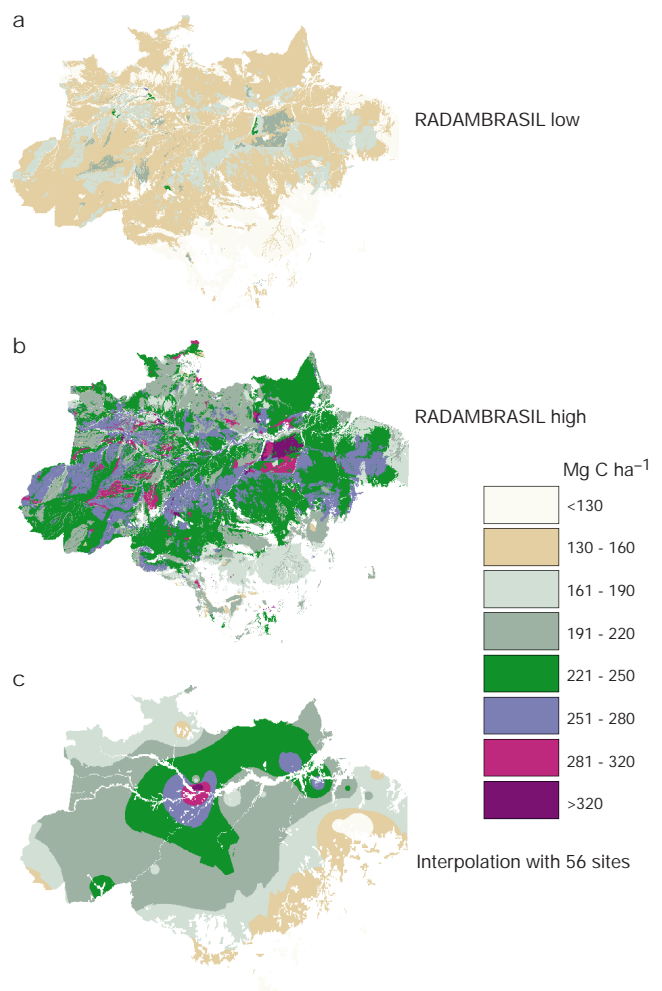 a
RADAMBRASIL low
b
RADAMBRASIL high
Mg C ha⁻¹
<130
130 - 160
161 - 190
191 - 220
221 - 250
251 - 280
281 - 320
>320
c
Interpolation with 56 sites